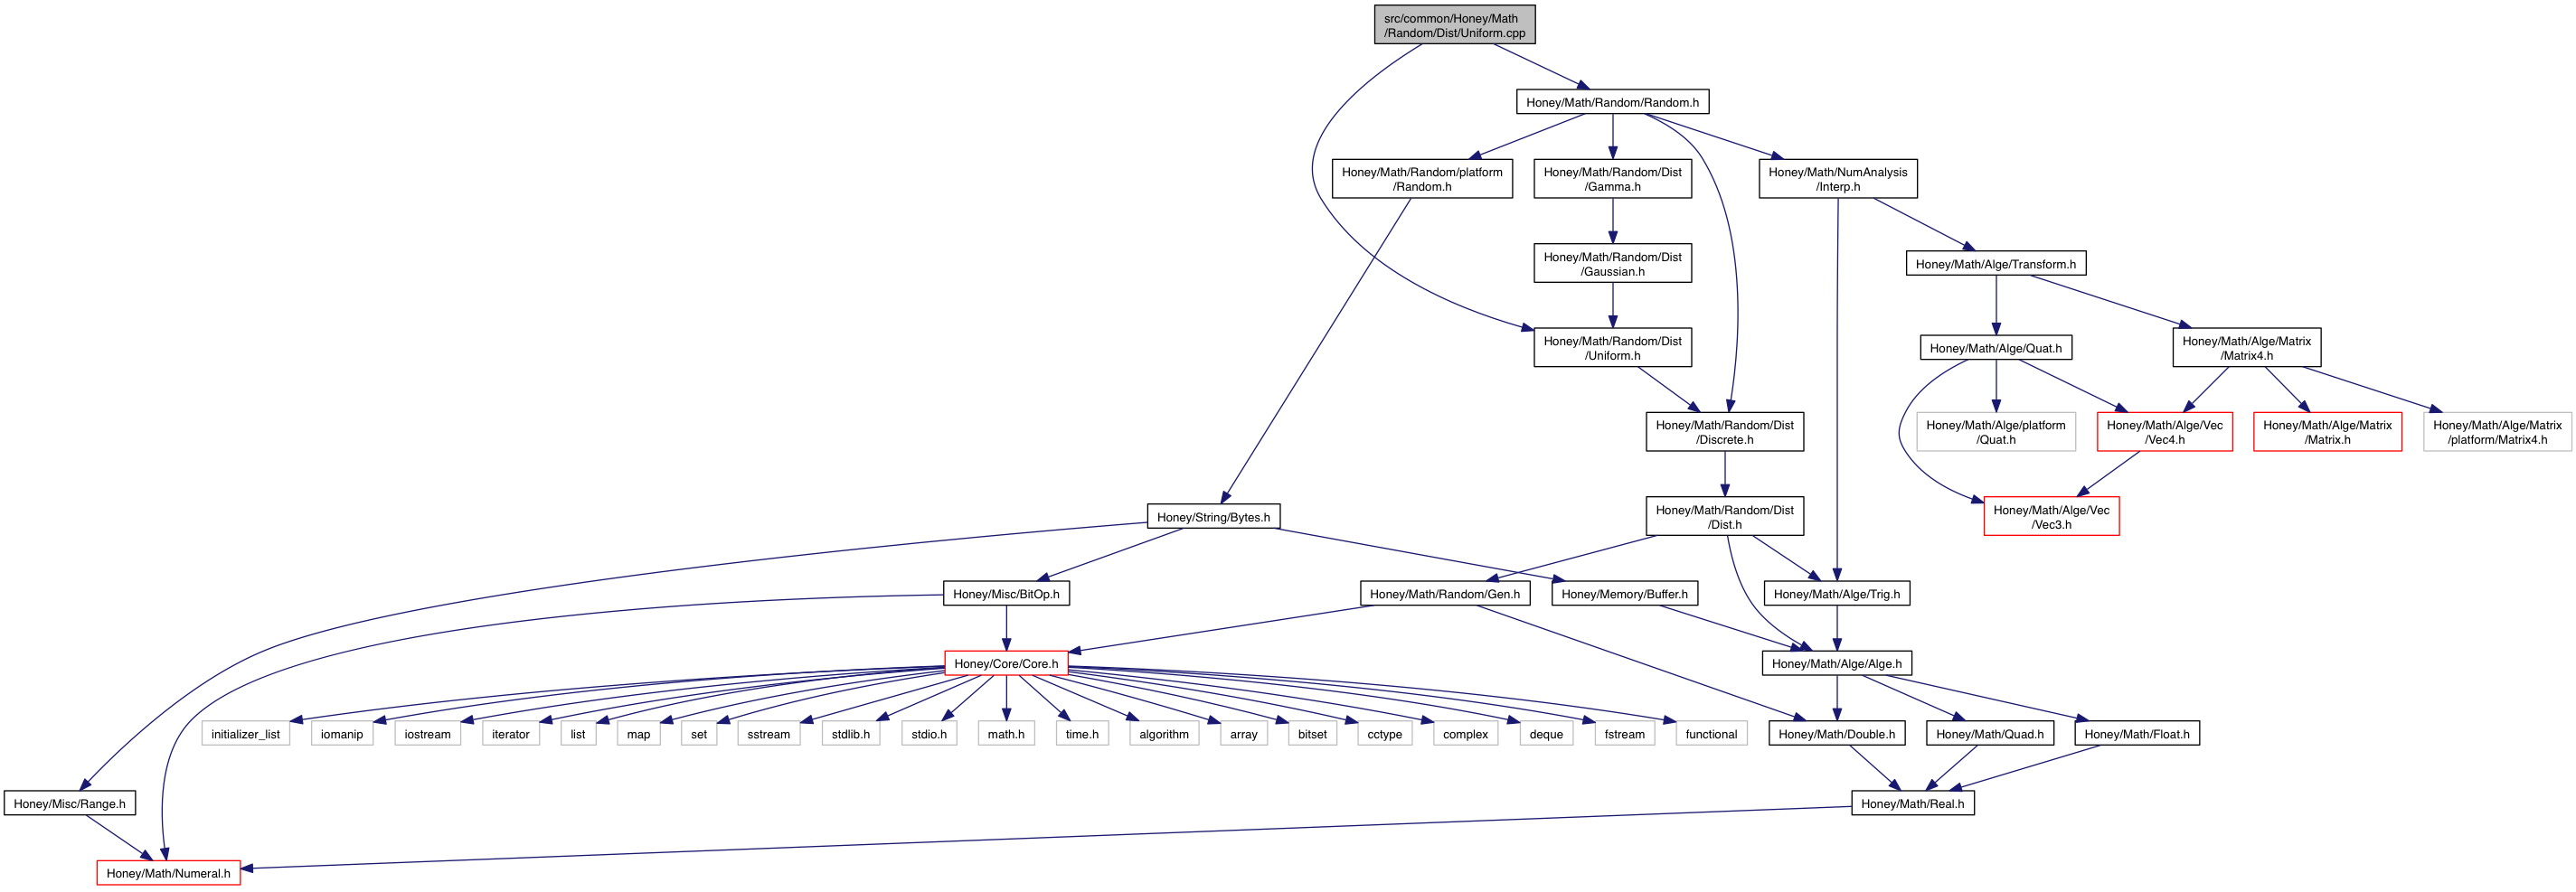 src/common/Honey/Math
/Random/Dist/Uniform.cpp
Honey/Math/Random/Random.h
Honey/Math/Random/platform
/Random.h
Honey/Math/Random/Dist
/Gamma.h
Honey/Math/NumAnalysis
/Interp.h
Honey/Math/Random/Dist
/Gaussian.h
Honey/Math/Alge/Transform.h
Honey/Math/Random/Dist
/Uniform.h
Honey/Math/Alge/Quat.h
Honey/Math/Alge/Matrix
/Matrix4.h
Honey/Math/Random/Dist
/Discrete.h
Honey/Math/Alge/platform
/Quat.h
Honey/Math/Alge/Vec
/Vec4.h
Honey/Math/Alge/Matrix
/Matrix.h
Honey/Math/Alge/Matrix
/platform/Matrix4.h
Honey/String/Bytes.h
Honey/Math/Random/Dist
/Dist.h
Honey/Math/Alge/Vec
/Vec3.h
Honey/Misc/BitOp.h
Honey/Math/Random/Gen.h
Honey/Memory/Buffer.h
Honey/Math/Alge/Trig.h
Honey/Core/Core.h
Honey/Math/Alge/Alge.h
initializer_list
iomanip
iostream
iterator
list
map
set
sstream
stdlib.h
stdio.h
math.h
time.h
algorithm
array
bitset
cctype
complex
deque
fstream
functional
Honey/Math/Double.h
Honey/Math/Quad.h
Honey/Math/Float.h
Honey/Misc/Range.h
Honey/Math/Real.h
Honey/Math/Numeral.h